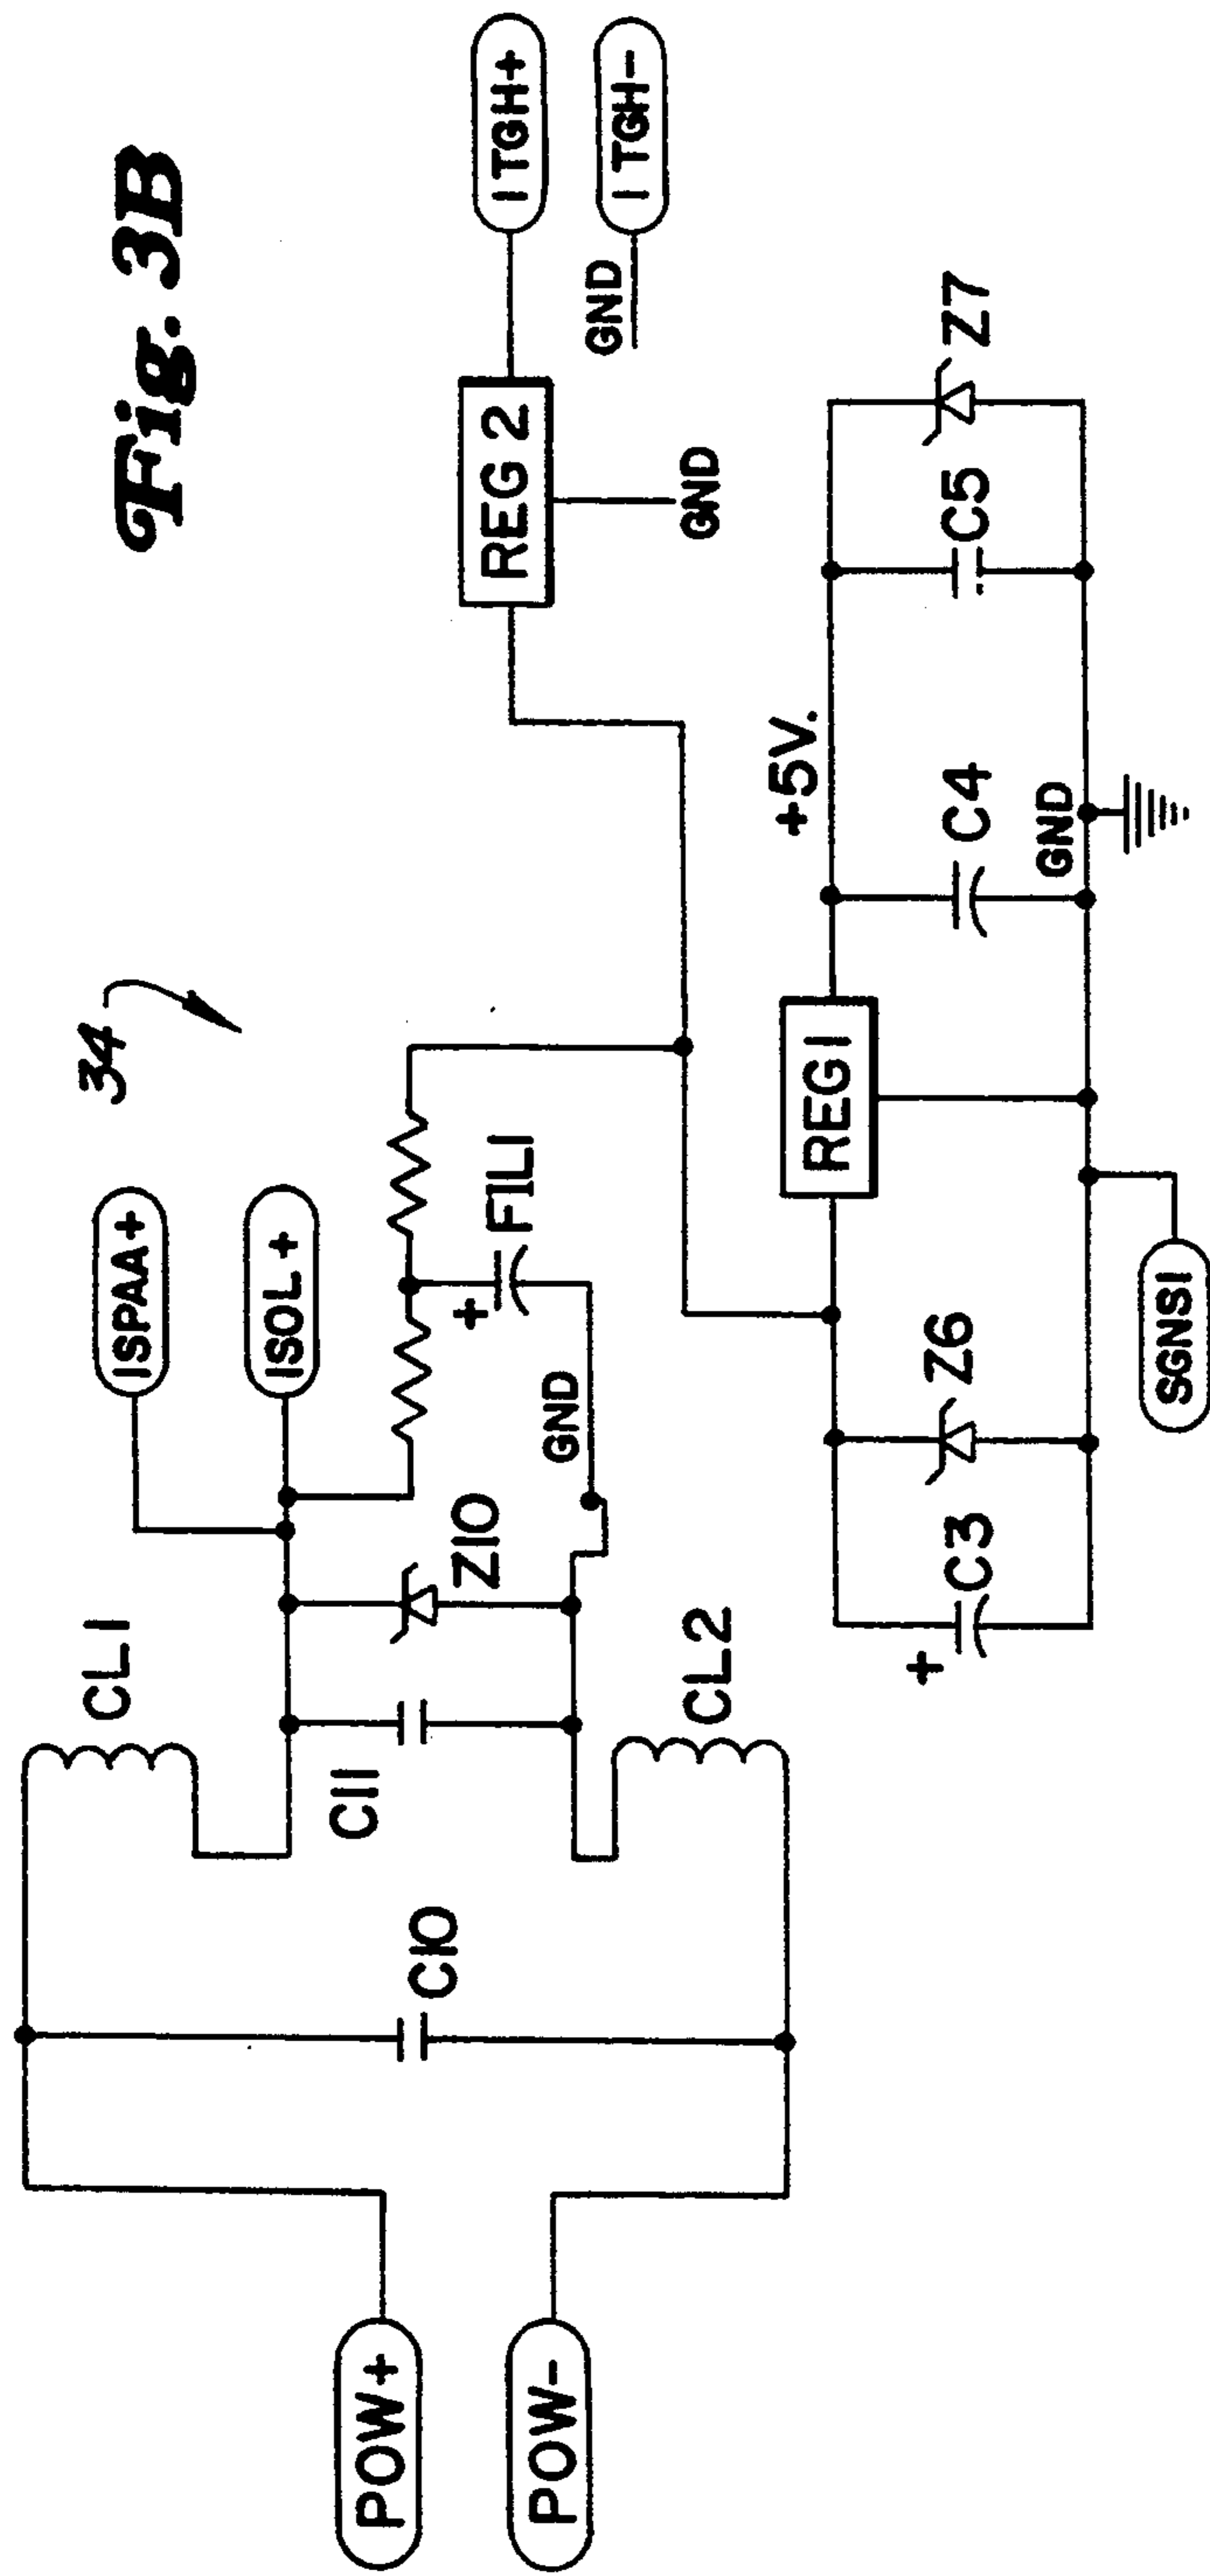 Fig. 3B
34
ISPAA+
ISOL+
CL1
C11
Z10
FIL1
+
GND
C10
CL2
POW+
POW-
REG 2
GND
ITGH+
GND
ITGH-
+5V.
REG1
C3
+
Z6
C4
GND
C5
Z7
SGNS1